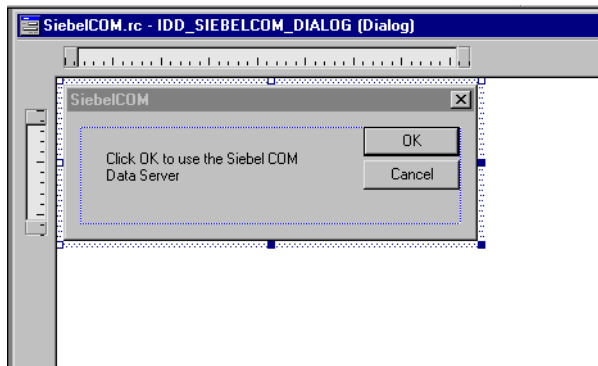 SiebelCOM.rc - IDD_SIEBELCOM_DIALOG (Dialog)
SiebelCOM
OK
Click OK to use the Siebel COM
Data Server
Cancel